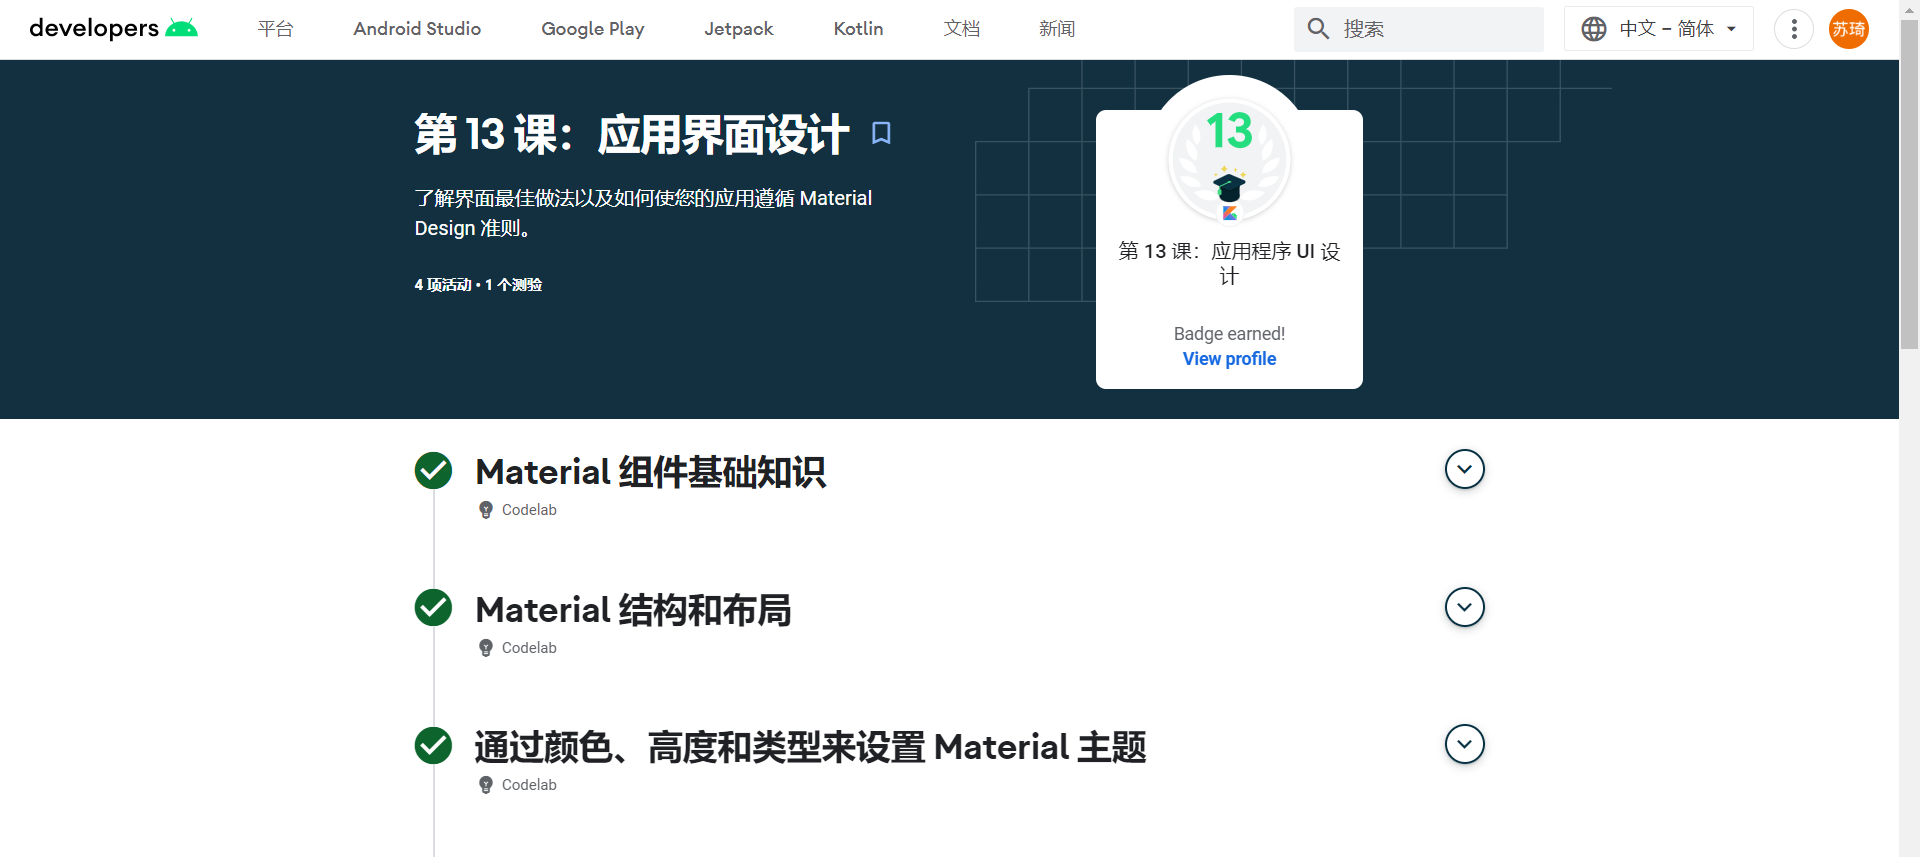 developers
平台
Android Studio
Google Play
Jetpack
Kotlin
文档
新闻
搜索
中文 – 简体
苏琦
第 13 课：应用界面设计
了解界面最佳做法以及如何使您的应用遵循 Material
Design 准则。
4 项活动 • 1 个测验
13
第 13 课：应用程序 UI 设
计
Badge earned!
View profile
Material 组件基础知识
Codelab
Material 结构和布局
Codelab
通过颜色、高度和类型来设置 Material 主题
Codelab